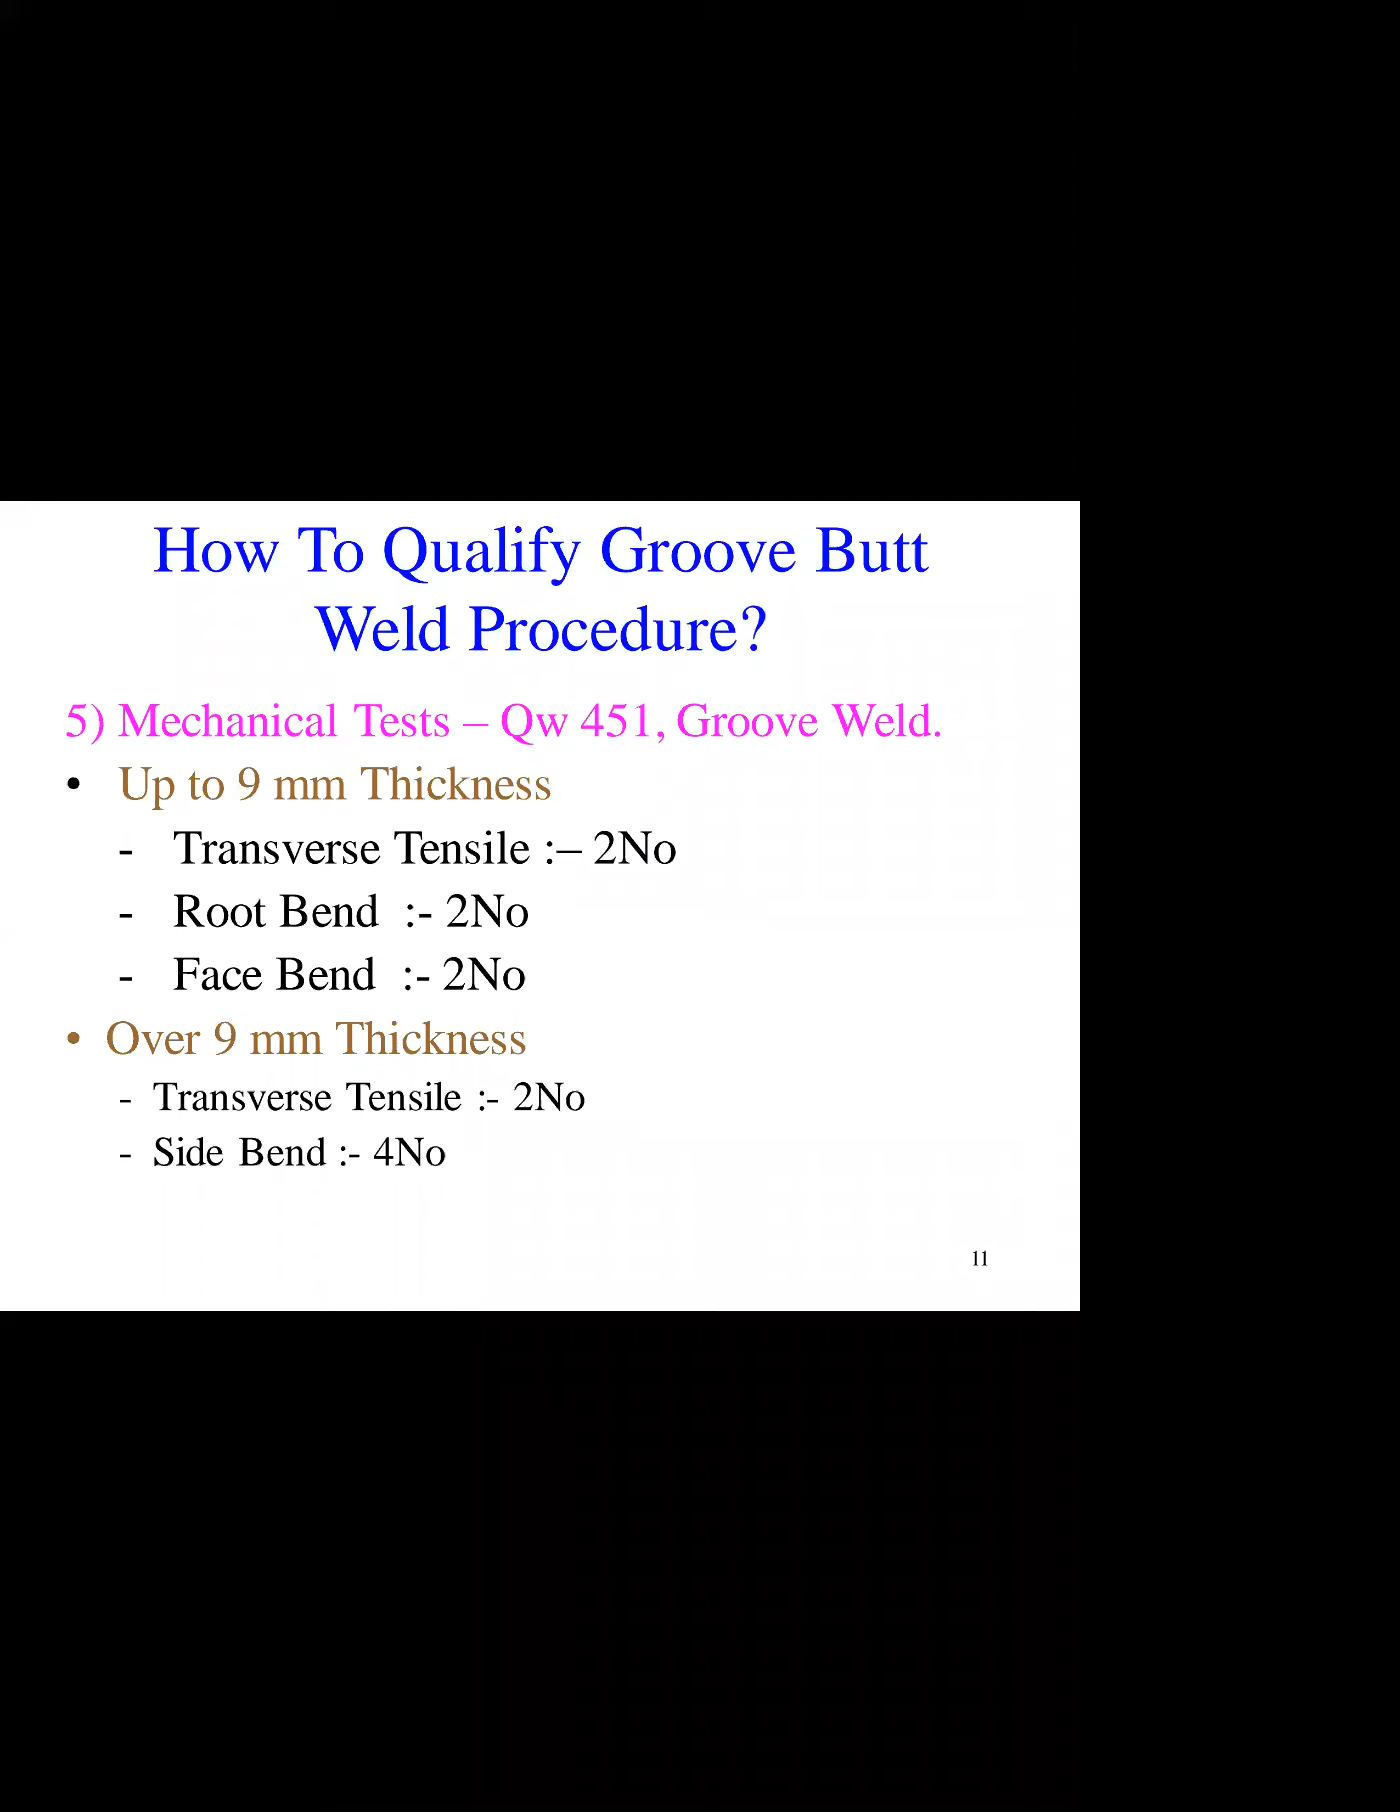 How To Qualify Groove Butt
Weld Procedure?
5) Mechanical Tests – Qw 451, Groove Weld.
• Up to 9 mm Thickness
- Transverse Tensile :– 2No
- Root Bend :- 2No
- Face Bend :- 2No
• Over 9 mm Thickness
- Transverse Tensile :- 2No
- Side Bend :- 4No
11